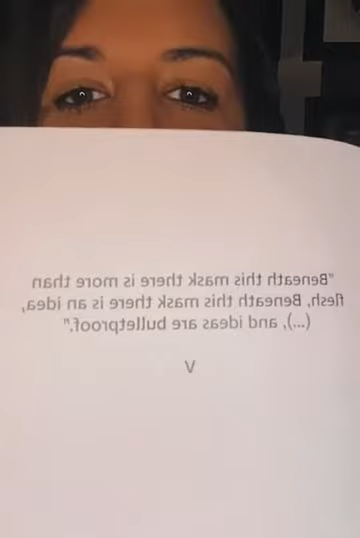 "Beneath this mask there is more than
flesh. Beneath this mask there is an idea,
(...), and ideas are bulletproof."
V